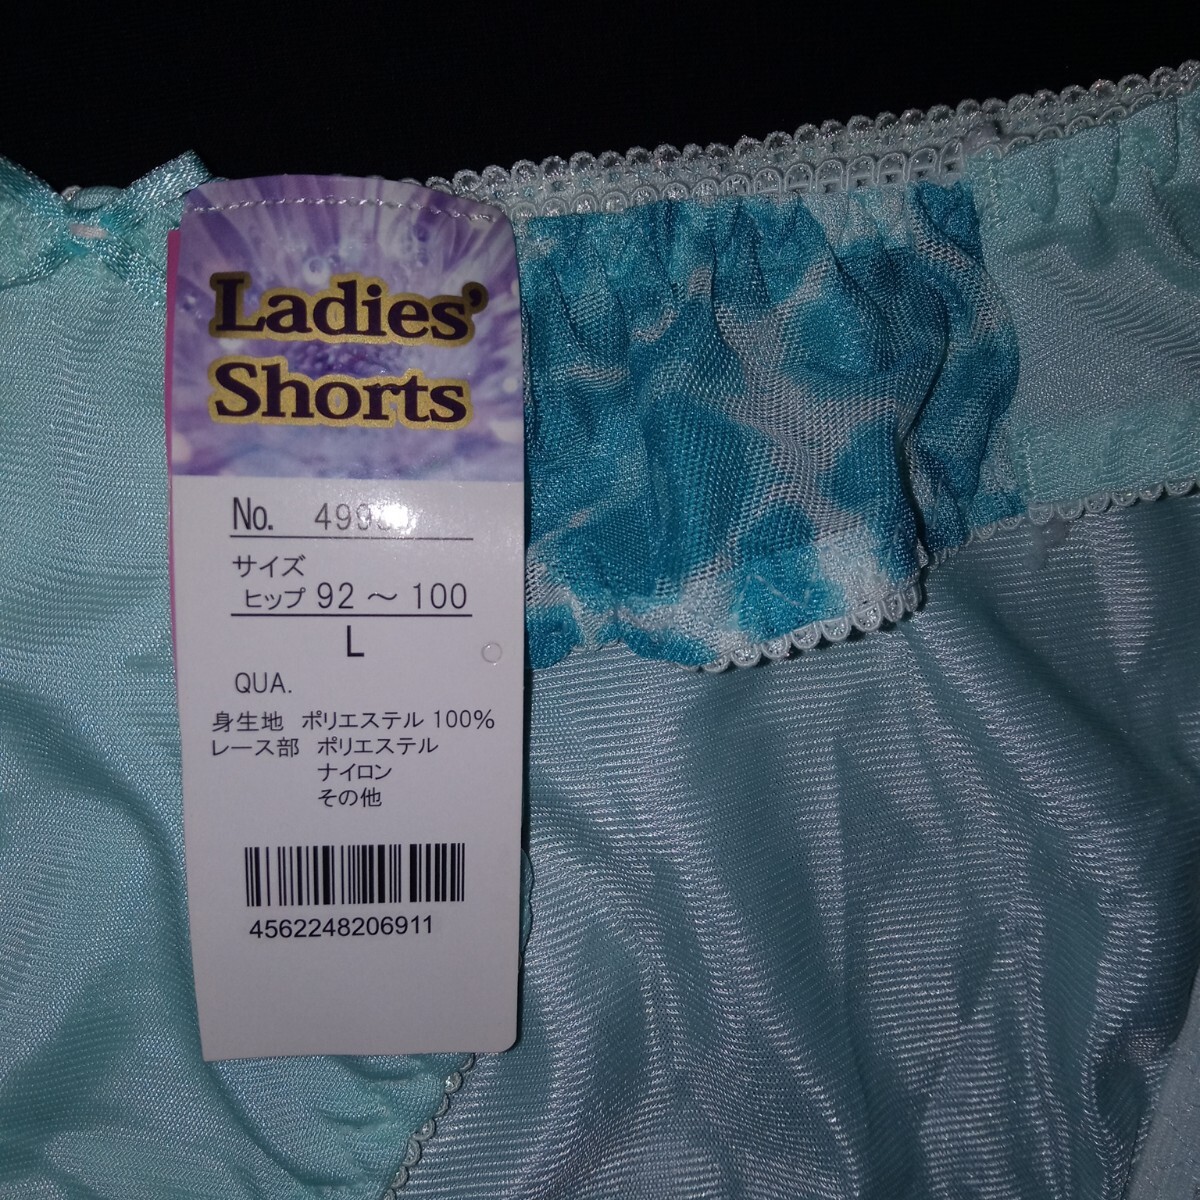 Ladies'
Shorts
No.
サイズ
ヒップ 92 ～ 100
L
QUA.
身生地 ポリエステル 100%
レース部 ポリエステル
ナイロン
その他
4562248206911